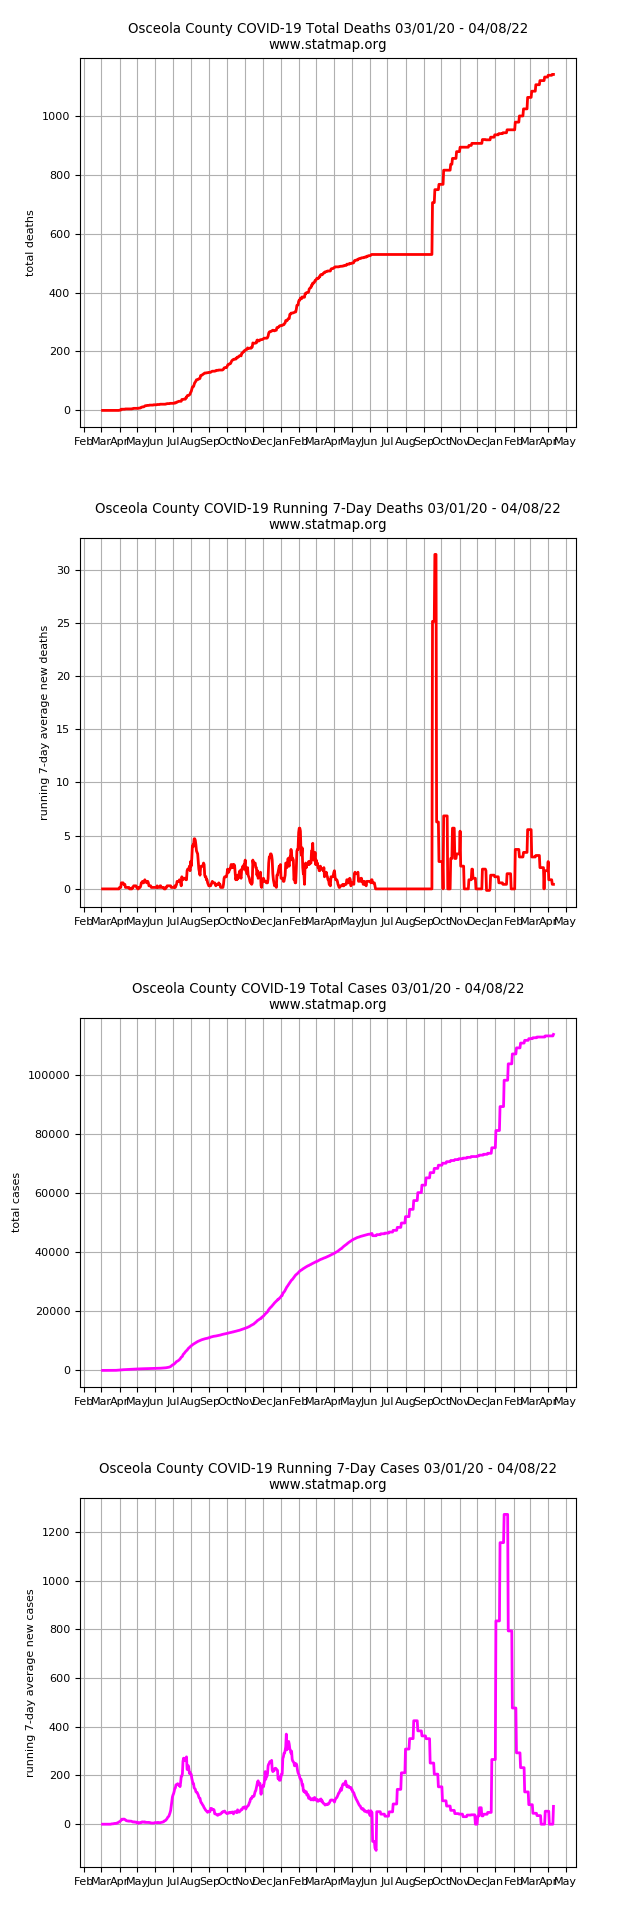 Osceola County COVID-19 Total Deaths 03/01/20 - 04/08/22
www.statmap.org
1000
800
600
400
200
0
total deaths
Feb Mar Apr May Jun Jul Aug Sep Oct Nov Dec Jan Feb Mar Apr May Jun Jul Aug Sep Oct Nov Dec Jan Feb Mar Apr May
Osceola County COVID-19 Running 7-Day Deaths 03/01/20 - 04/08/22
www.statmap.org
30
25
20
15
10
5
0
running 7-day average new deaths
Feb Mar Apr May Jun Jul Aug Sep Oct Nov Dec Jan Feb Mar Apr May Jun Jul Aug Sep Oct Nov Dec Jan Feb Mar Apr May
Osceola County COVID-19 Total Cases 03/01/20 - 04/08/22
www.statmap.org
100000
80000
60000
40000
20000
0
total cases
Feb Mar Apr May Jun Jul Aug Sep Oct Nov Dec Jan Feb Mar Apr May Jun Jul Aug Sep Oct Nov Dec Jan Feb Mar Apr May
Osceola County COVID-19 Running 7-Day Cases 03/01/20 - 04/08/22
www.statmap.org
1200
1000
800
600
400
200
0
running 7-day average new cases
Feb Mar Apr May Jun Jul Aug Sep Oct Nov Dec Jan Feb Mar Apr May Jun Jul Aug Sep Oct Nov Dec Jan Feb Mar Apr May